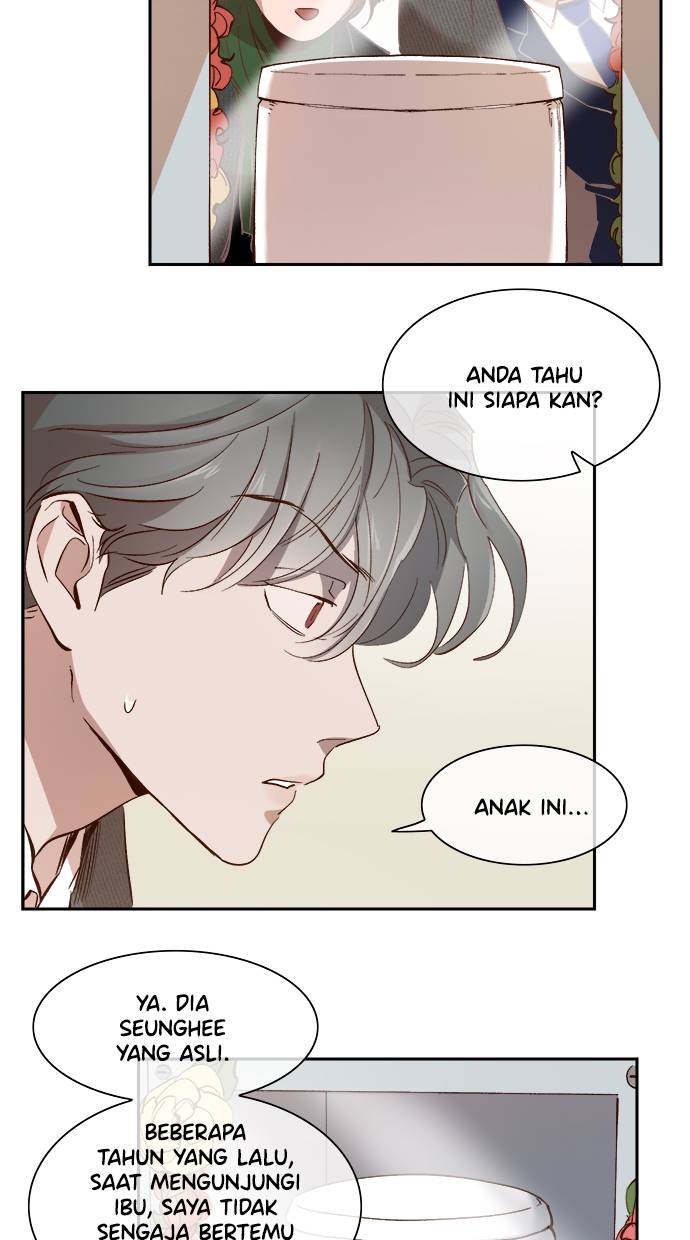 ANDA TAHU
INI SIAPA KAN?
ANAK INI...
YA. DIA
SEUNGHEE
YANG ASLI.
BEBERAPA
TAHUN YANG LALU,
SAAT MENGUNJUNGI
IBU, SAYA TIDAK
SENGAJA BERTEMU